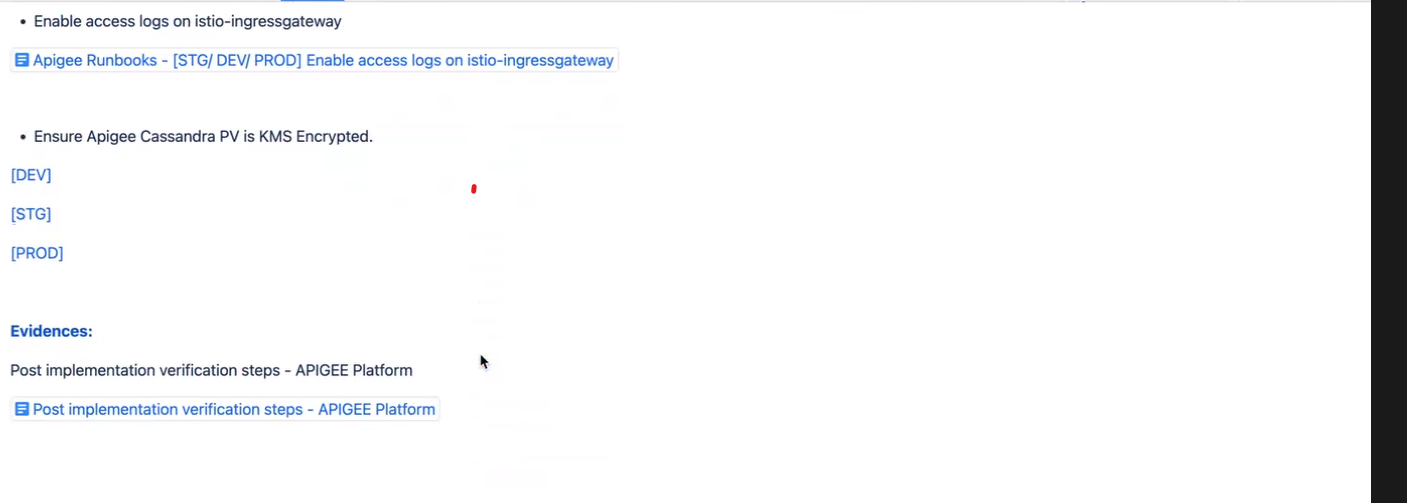 • Enable access logs on istio-ingressgateway
Apigee Runbooks - [STG/ DEV/ PROD] Enable access logs on istio-ingressgateway
• Ensure Apigee Cassandra PV is KMS Encrypted.
[DEV]
[STG]
[PROD]
Evidences:
Post implementation verification steps - APIGEE Platform
Post implementation verification steps - APIGEE Platform